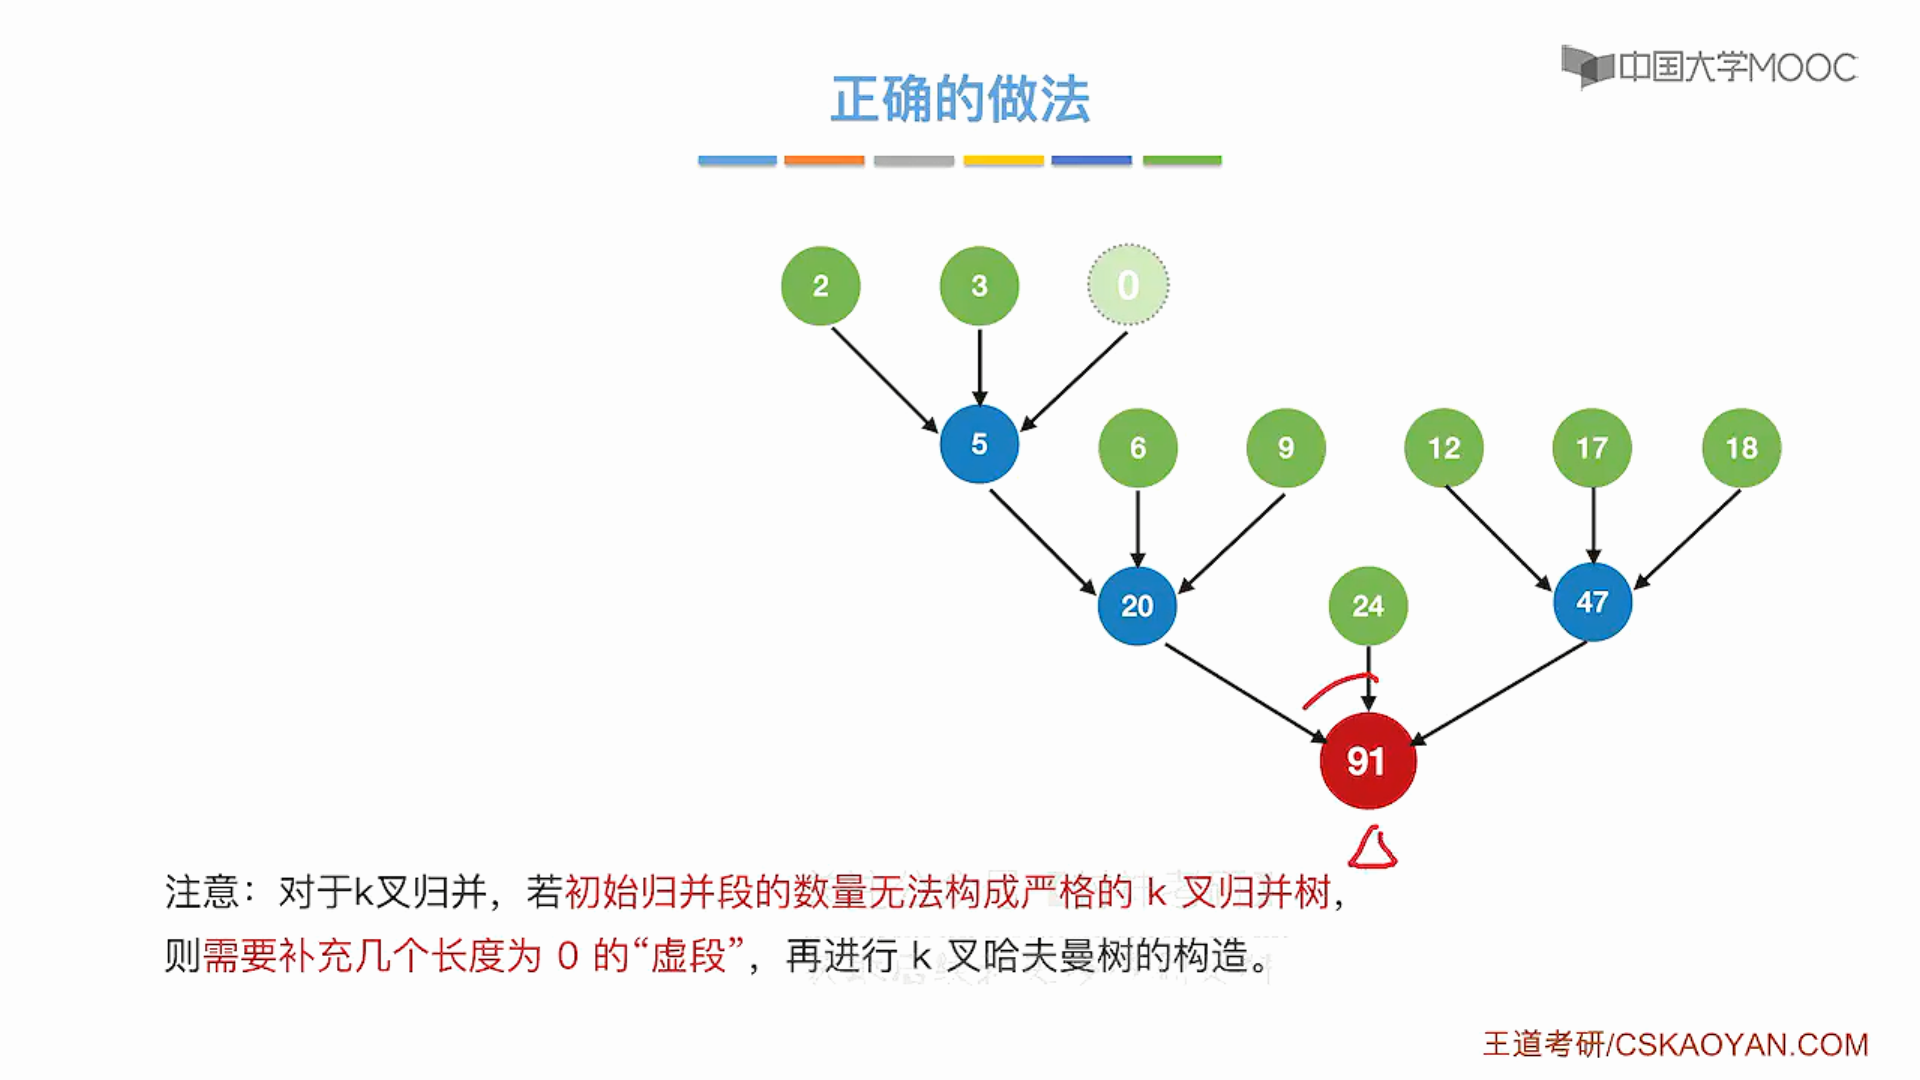 中国大学MOOC
正确的做法
2 3 0
5 6 9 12 17 18
20 24 47
91
注意：对于k叉归并，若初始归并段的数量无法构成严格的 k 叉归并树，
则需要补充几个长度为 0 的“虚段”，再进行 k 叉哈夫曼树的构造。
王道考研/CSKAOYAN.COM